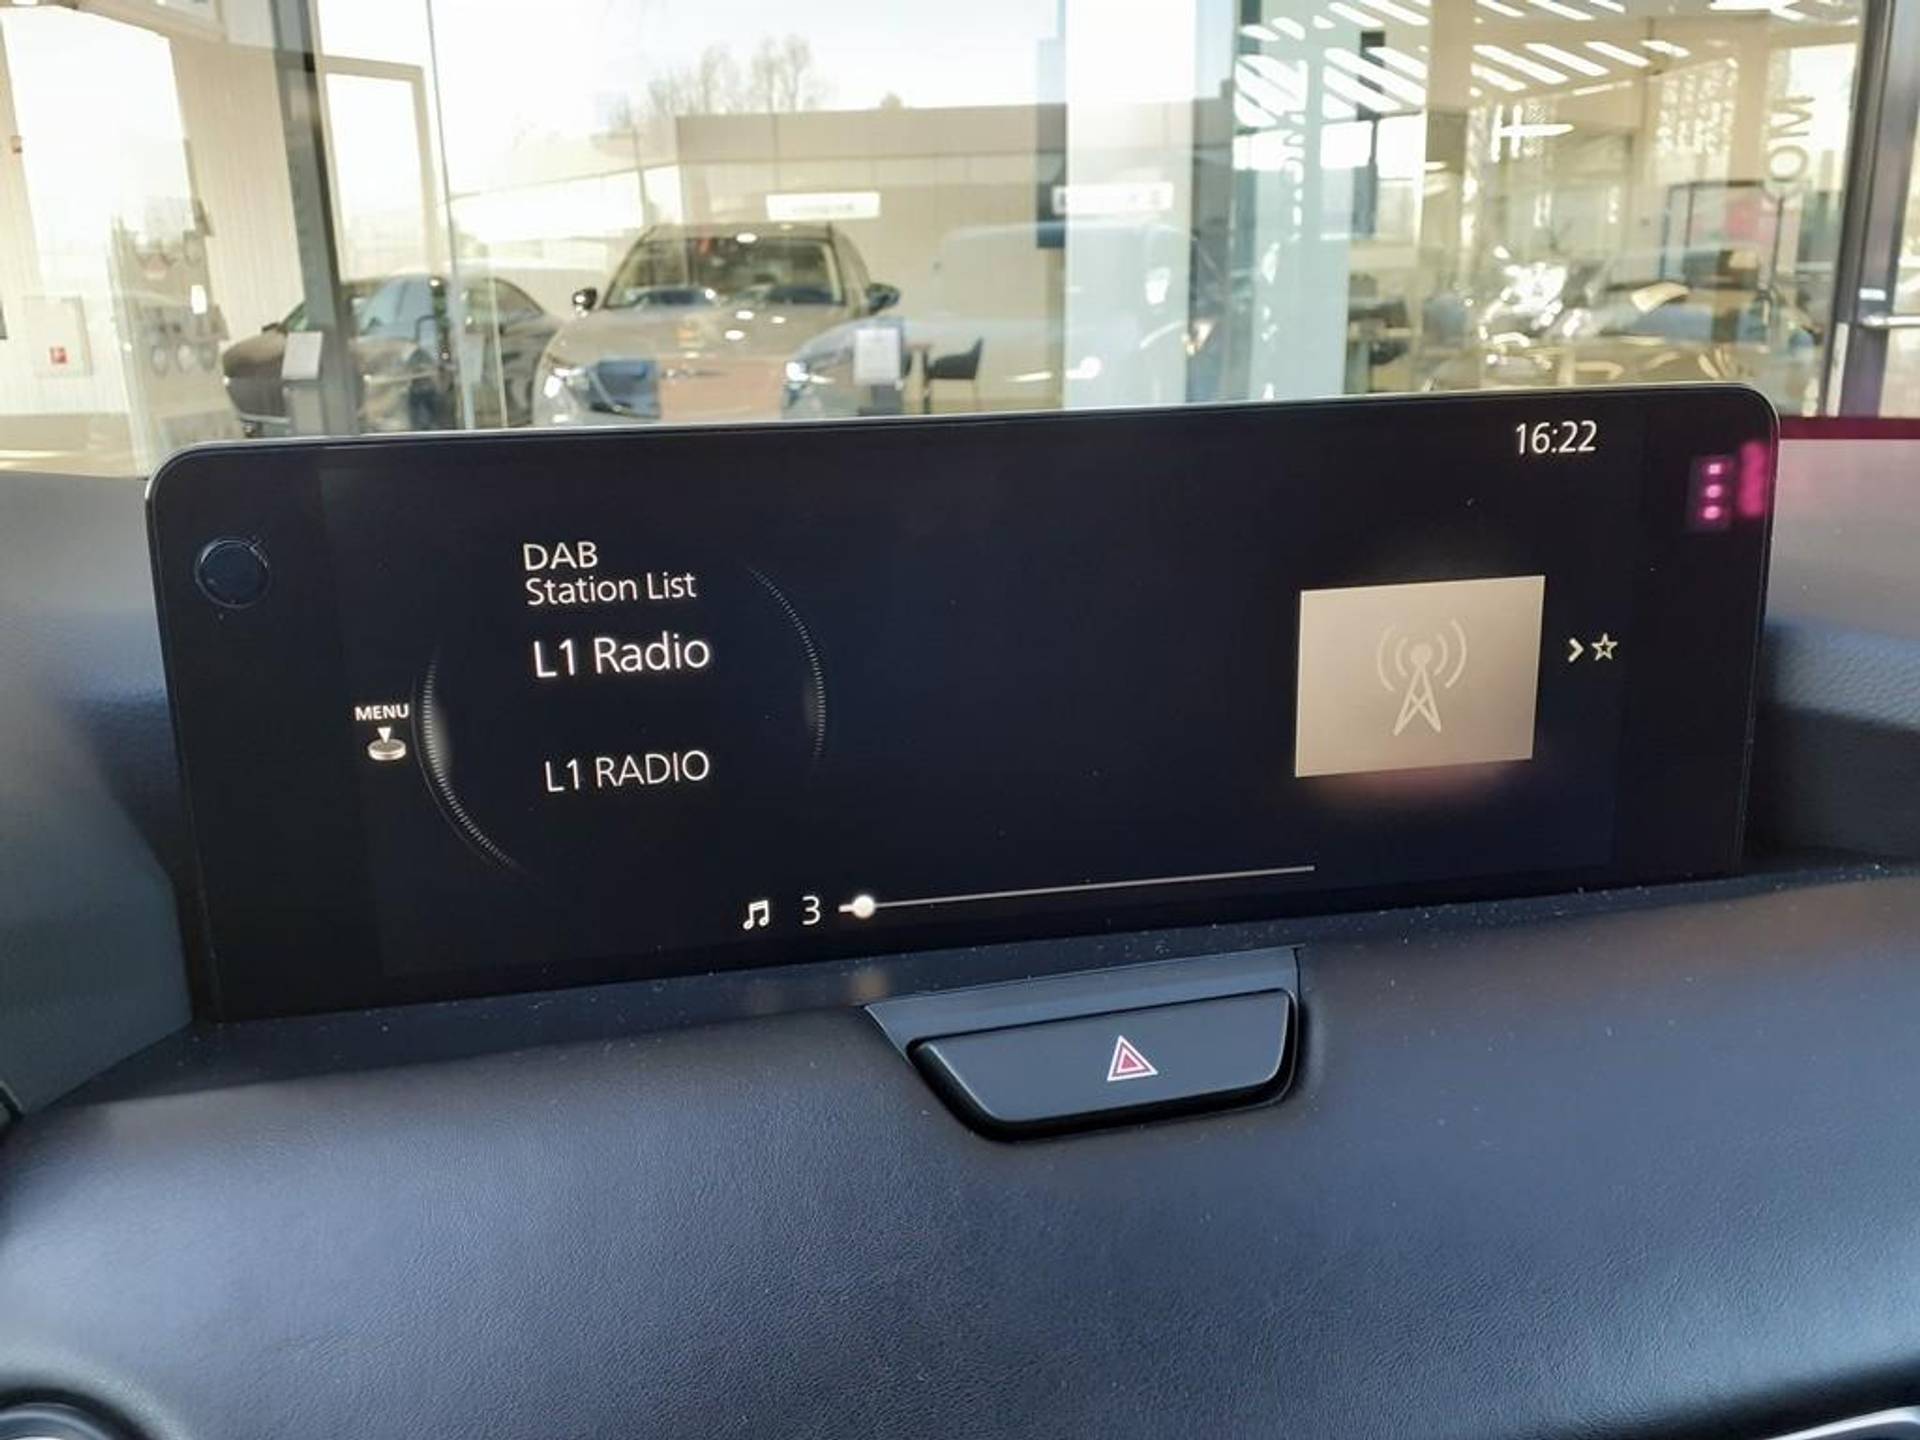 16:22
DAB
Station List
L1 Radio
MENU
L1 RADIO
3